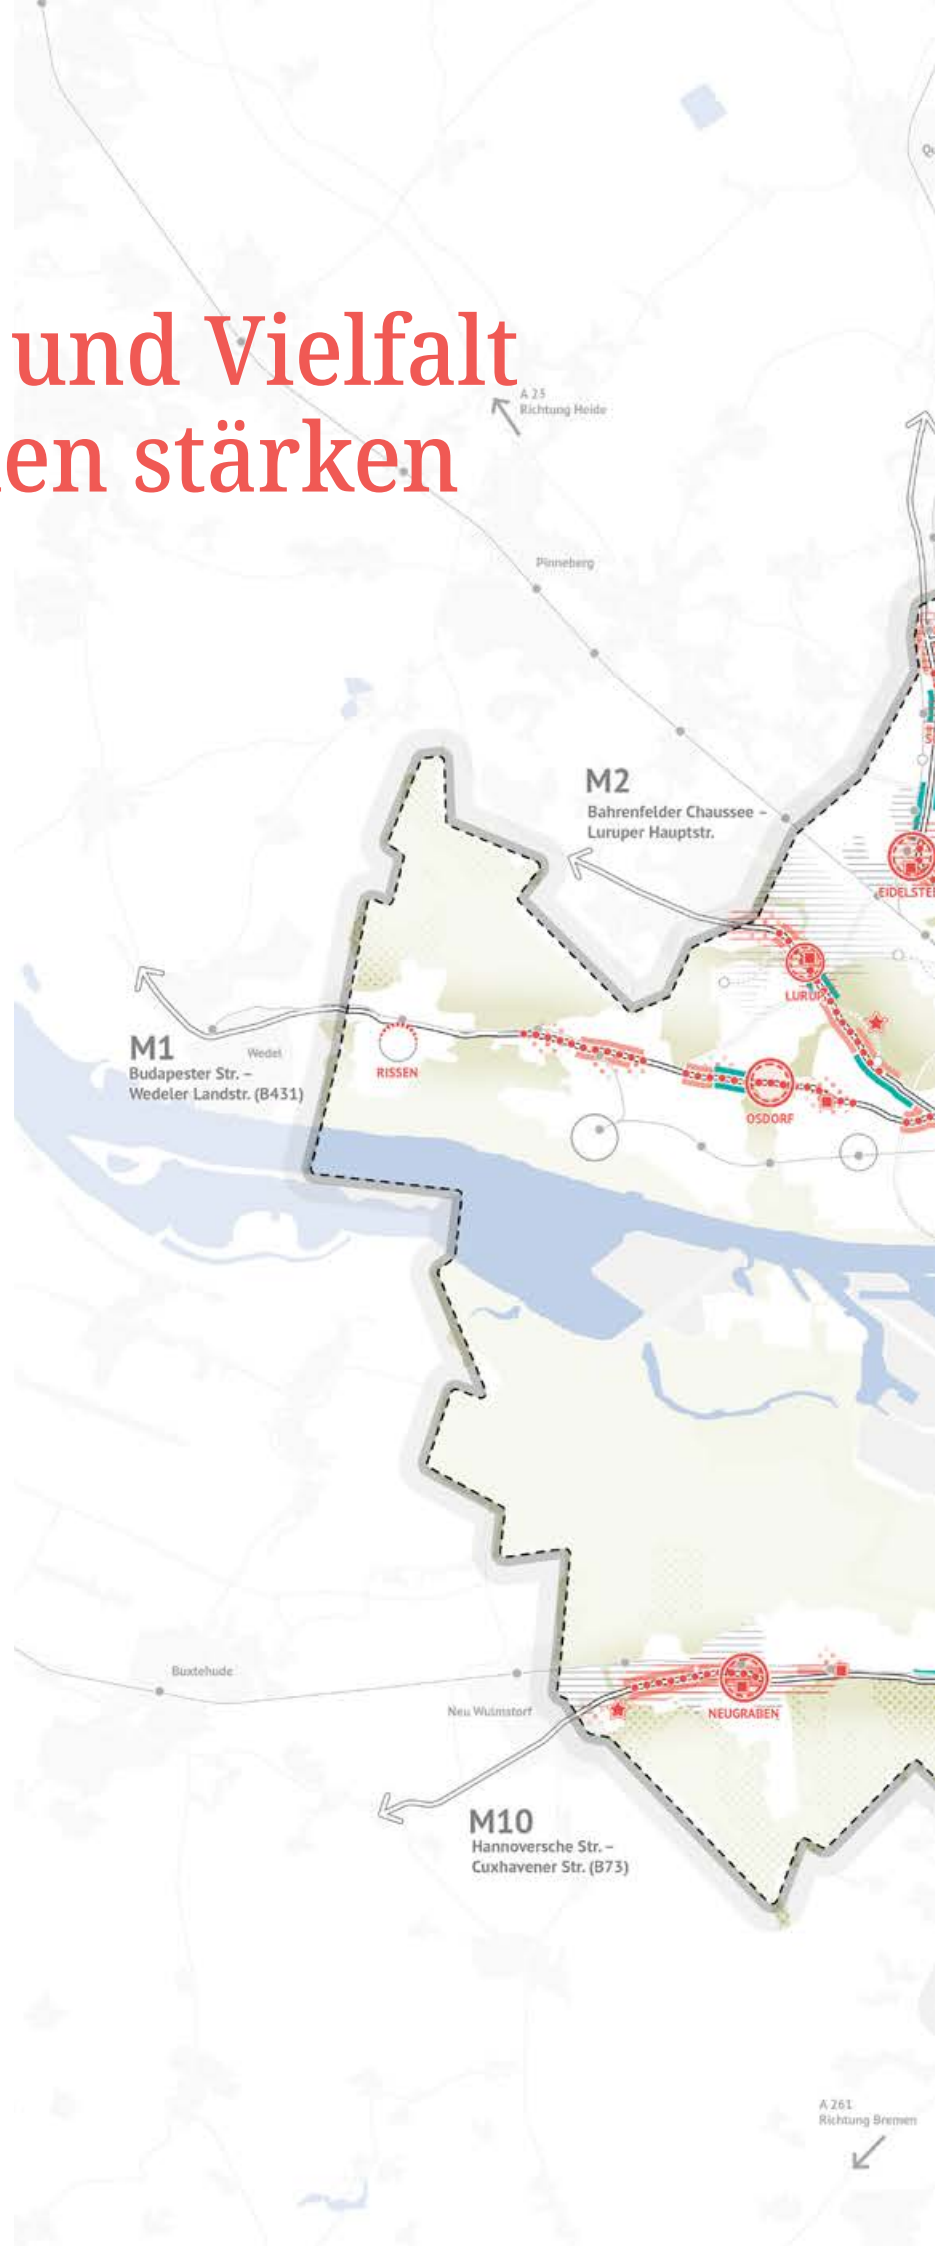 und Vielfalt
en stärken
A 23
Richtung Heide
Pinneberg
M2
Bahrenfelder Chaussee –
Luruper Hauptstr.
EIDELSTE
LURUP
M1
Budapester Str. –
Wedeler Landstr. (B431)
Wedel
RISSEN
OSDORF
Buxtehude
Neu Wulmstorf
NEUGRABEN
M10
Hannoversche Str. –
Cuxhavener Str. (B73)
A 261
Richtung Bremen